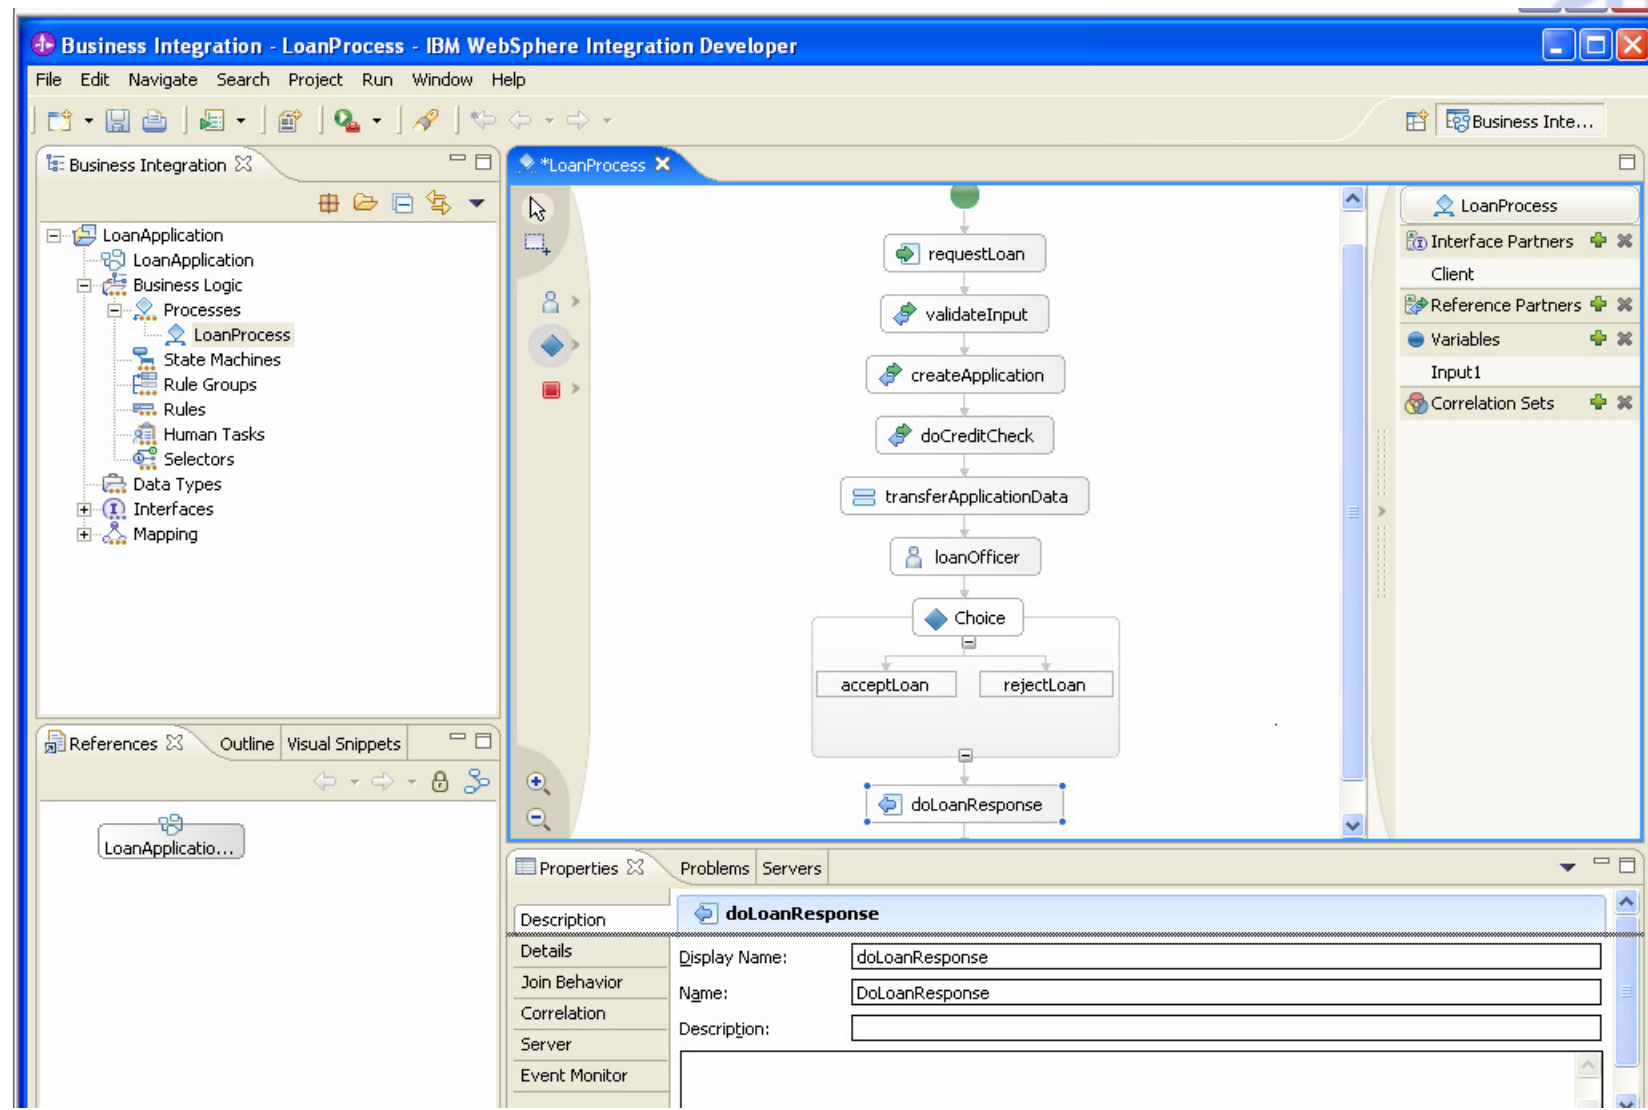 Business Integration - LoanProcess - IBM WebSphere Integration Developer
File Edit Navigate Search Project Run Window Help
Business Inte...
Business Integration
LoanApplication
LoanApplication
Business Logic
Processes
LoanProcess
State Machines
Rule Groups
Rules
Human Tasks
Selectors
Data Types
Interfaces
Mapping
References Outline Visual Snippets
LoanApplicatio...
*LoanProcess
requestLoan
validateInput
createApplication
doCreditCheck
transferApplicationData
loanOfficer
Choice
acceptLoan rejectLoan
doLoanResponse
LoanProcess
Interface Partners
Client
Reference Partners
Variables
Input1
Correlation Sets
Properties Problems Servers
Description
Details
Join Behavior
Correlation
Server
Event Monitor
doLoanResponse
Display Name: doLoanResponse
Name: DoLoanResponse
Description: